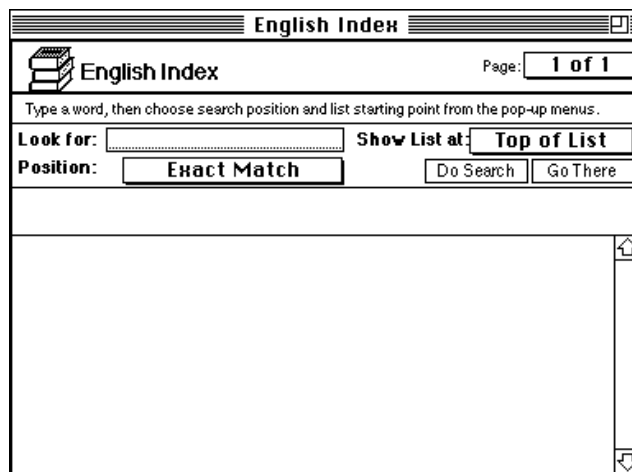 English Index
English Index
Page: 1 of 1
Type a word, then choose search position and list starting point from the pop-up menus.
Look for: Show List at: Top of List
Position: Exact Match Do Search Go There